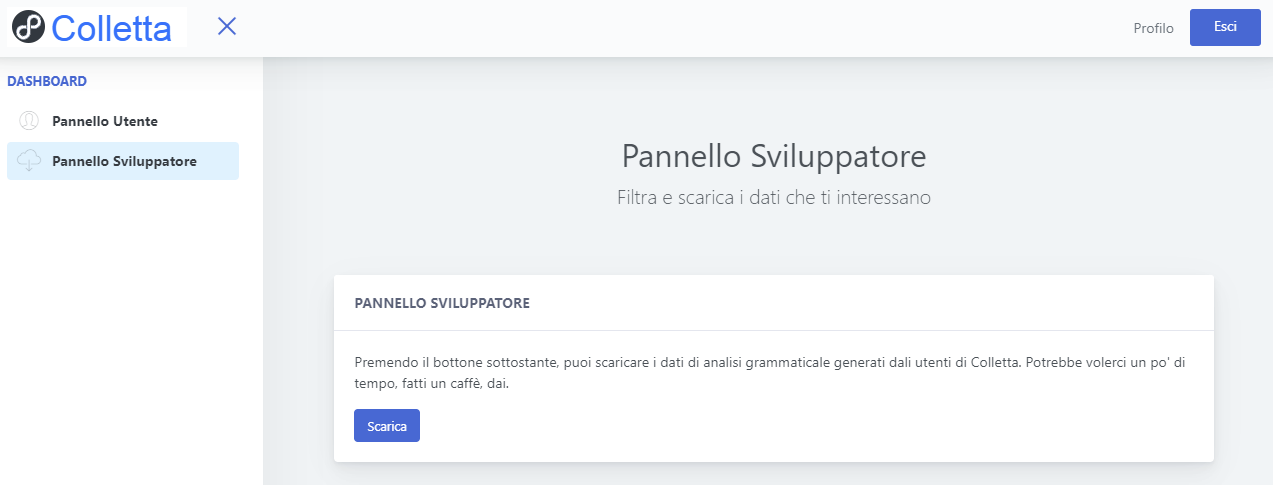 Colletta
Profilo
Esci
DASHBOARD
Pannello Utente
Pannello Sviluppatore
Pannello Sviluppatore
Filtra e scarica i dati che ti interessano
PANNELLO SVILUPPATORE
Premendo il bottone sottostante, puoi scaricare i dati di analisi grammaticale generati dali utenti di Colletta. Potrebbe volerci un po' di
tempo, fatti un caffè, dai.
Scarica